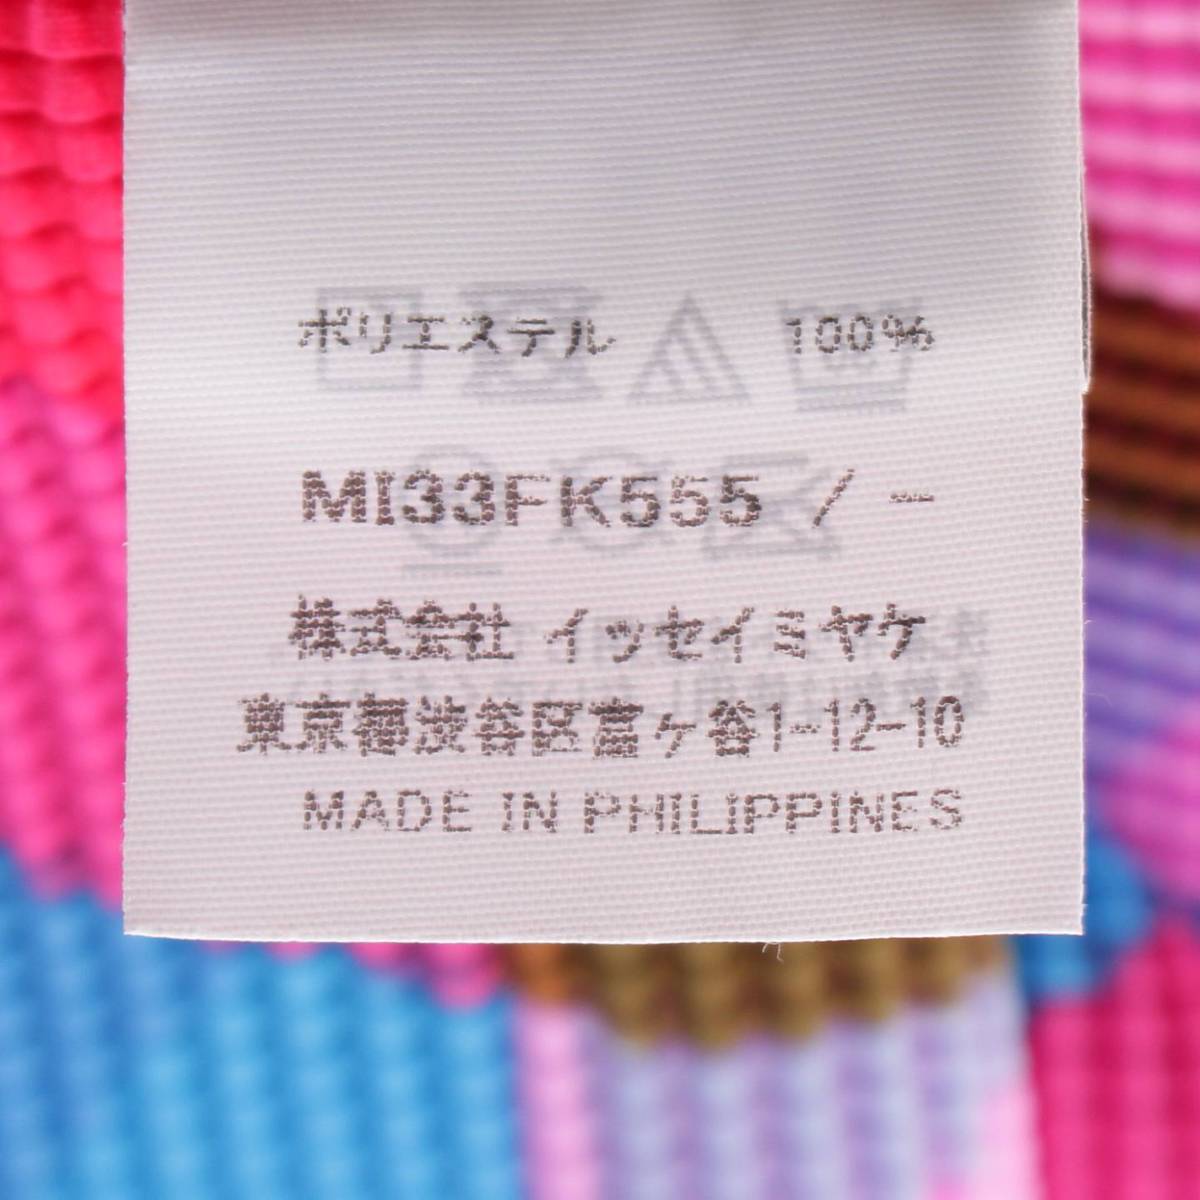 ポリエステル 100%
MI33FK555 / -
株式会社 イッセイミヤケ
東京都渋谷区富ヶ谷1-12-10
MADE IN PHILIPPINES